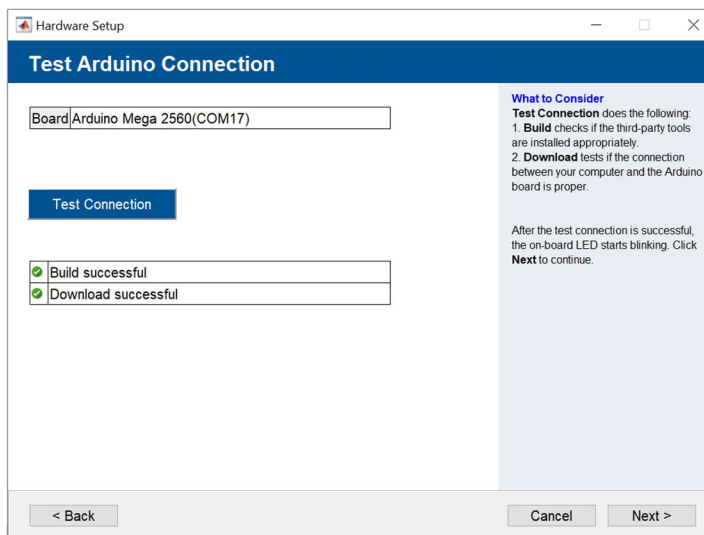 Hardware Setup
Test Arduino Connection
Board Arduino Mega 2560(COM17)
Test Connection
Build successful
Download successful
What to Consider
Test Connection does the following:
1. Build checks if the third-party tools
are installed appropriately.
2. Download tests if the connection
between your computer and the Arduino
board is proper.
After the test connection is successful,
the on-board LED starts blinking. Click
Next to continue.
< Back
Cancel
Next >